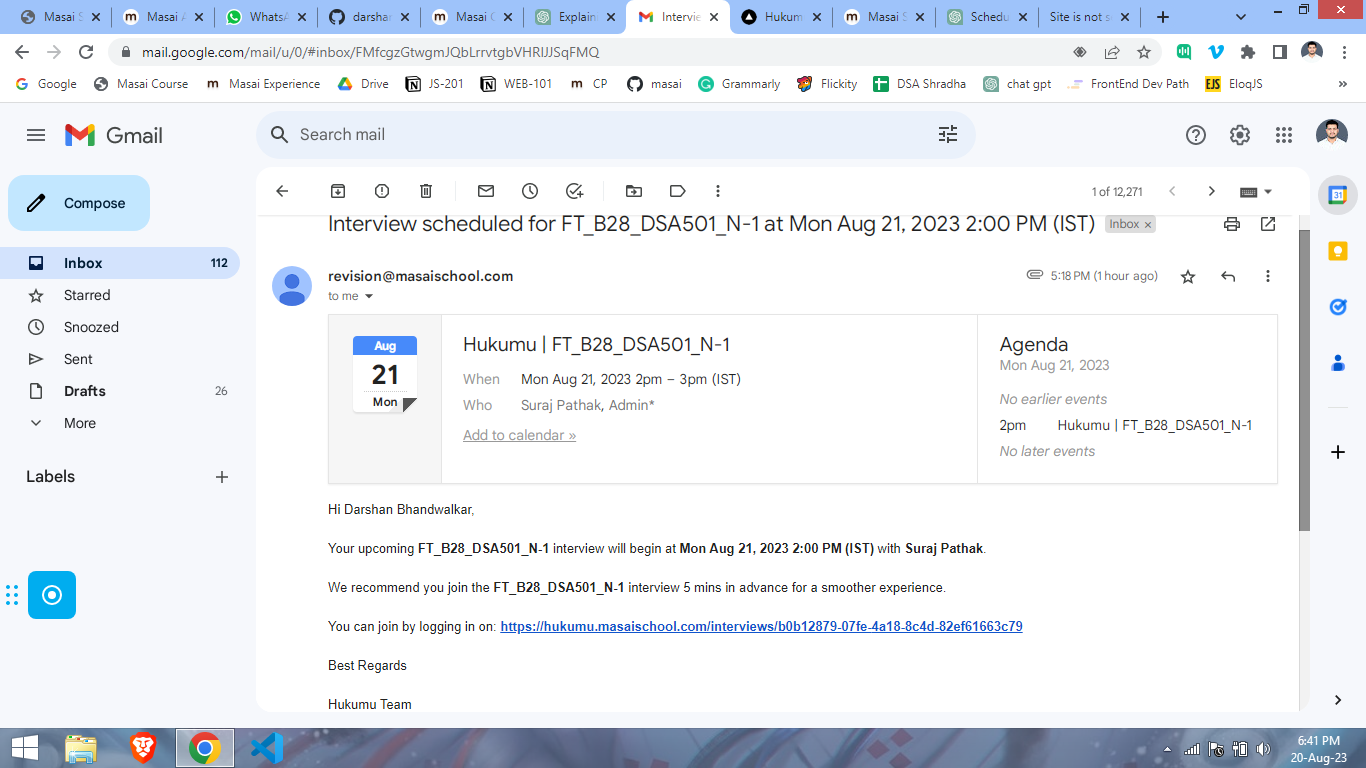 Masai S
Masai A
WhatsA
darshan
Masai C
Explain
Intervie
Hukum
Masai S
Schedu
Site is not s
mail.google.com/mail/u/0/#inbox/FMfcgzGtwgmJQbLrrvtgbVHRlJJSqFMQ
Google
Masai Course
Masai Experience
Drive
JS-201
WEB-101
CP
masai
Grammarly
Flickity
DSA Shradha
chat gpt
FrontEnd Dev Path
EJS EloqJS
»
Gmail
Search mail
Compose
1 of 12,271
31
Inbox 112
Starred
Snoozed
Sent
Drafts 26
More
Labels
Interview scheduled for FT_B28_DSA501_N-1 at Mon Aug 21, 2023 2:00 PM (IST) Inbox ×
revision@masaischool.com 5:18 PM (1 hour ago)
to me
Aug
21
Mon
Hukumu | FT_B28_DSA501_N-1
When Mon Aug 21, 2023 2pm – 3pm (IST)
Who Suraj Pathak, Admin*
Add to calendar »
Agenda
Mon Aug 21, 2023
No earlier events
2pm Hukumu | FT_B28_DSA501_N-1
No later events
Hi Darshan Bhandwalkar,
Your upcoming FT_B28_DSA501_N-1 interview will begin at Mon Aug 21, 2023 2:00 PM (IST) with Suraj Pathak.
We recommend you join the FT_B28_DSA501_N-1 interview 5 mins in advance for a smoother experience.
You can join by logging in on: https://hukumu.masaischool.com/interviews/b0b12879-07fe-4a18-8c4d-82ef61663c79
Best Regards
Hukumu Team
6:41 PM
20-Aug-23